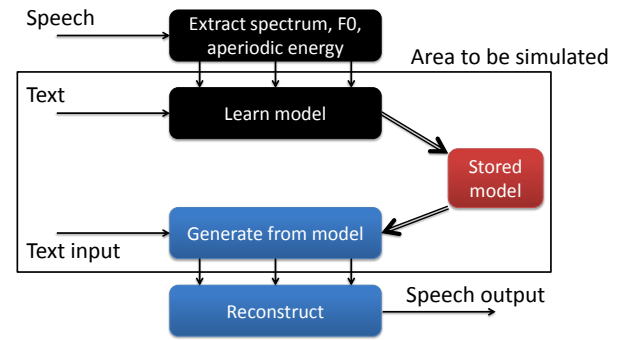 Speech
Extract spectrum, F0,
aperiodic energy
Area to be simulated
Text
Learn model
Stored
model
Generate from model
Text input
Speech output
Reconstruct